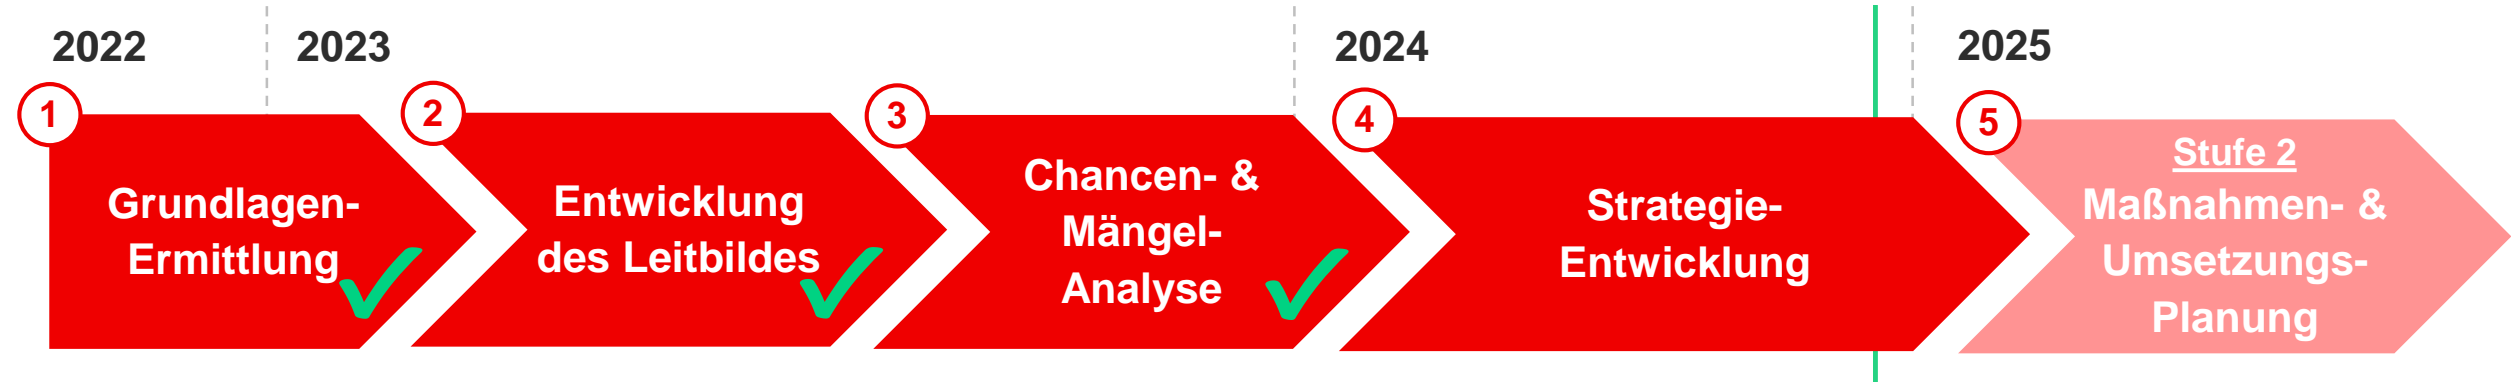 2022
2023
2024
2025
1
Grundlagen-
Ermittlung
2
Entwicklung
des Leitbildes
3
Chancen- &
Mängel-
Analyse
4
Strategie-
Entwicklung
5
Stufe 2
Maßnahmen- &
Umsetzungs-
Planung